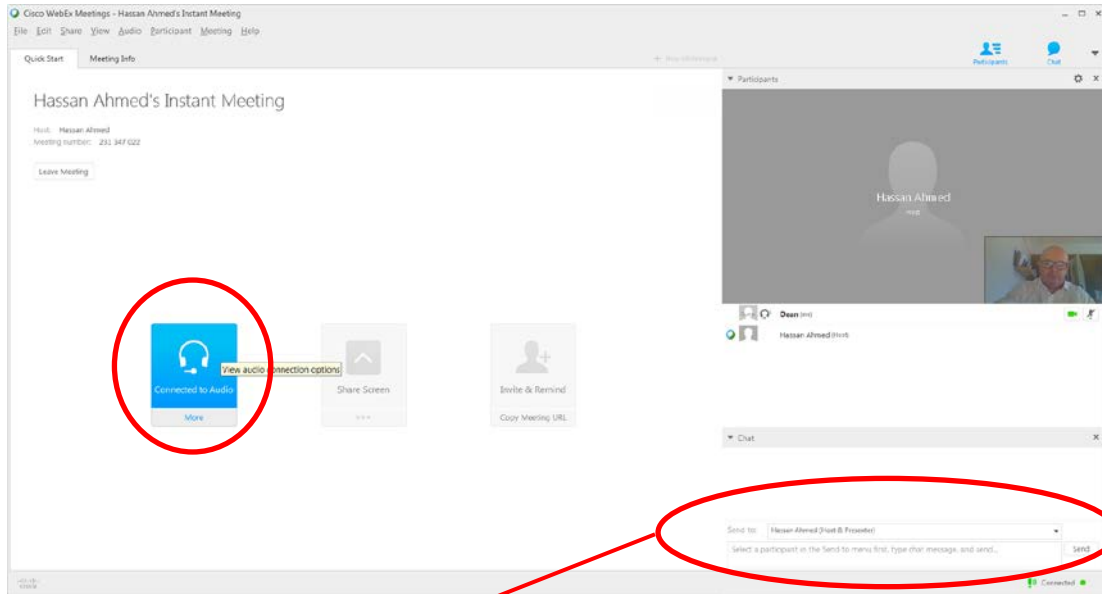 Cisco WebEx Meetings - Hassan Ahmed's Instant Meeting
File Edit Share View Audio Participant Meeting Help
Quick Start Meeting Info
Participants Chat
Participants
Hassan Ahmed's Instant Meeting
Host: Hassan Ahmed
Meeting number: 231 347 022
Leave Meeting
Hassan Ahmed
Host
Dean (me)
Hassan Ahmed (Host)
View audio connection options
Connected to Audio
Share Screen
Invite & Remind
More
Copy Meeting URL
Chat
Send to: Hassan Ahmed (Host & Presenter)
Select a participant in the Send to menu first, type chat message, and send...
Send
Connected